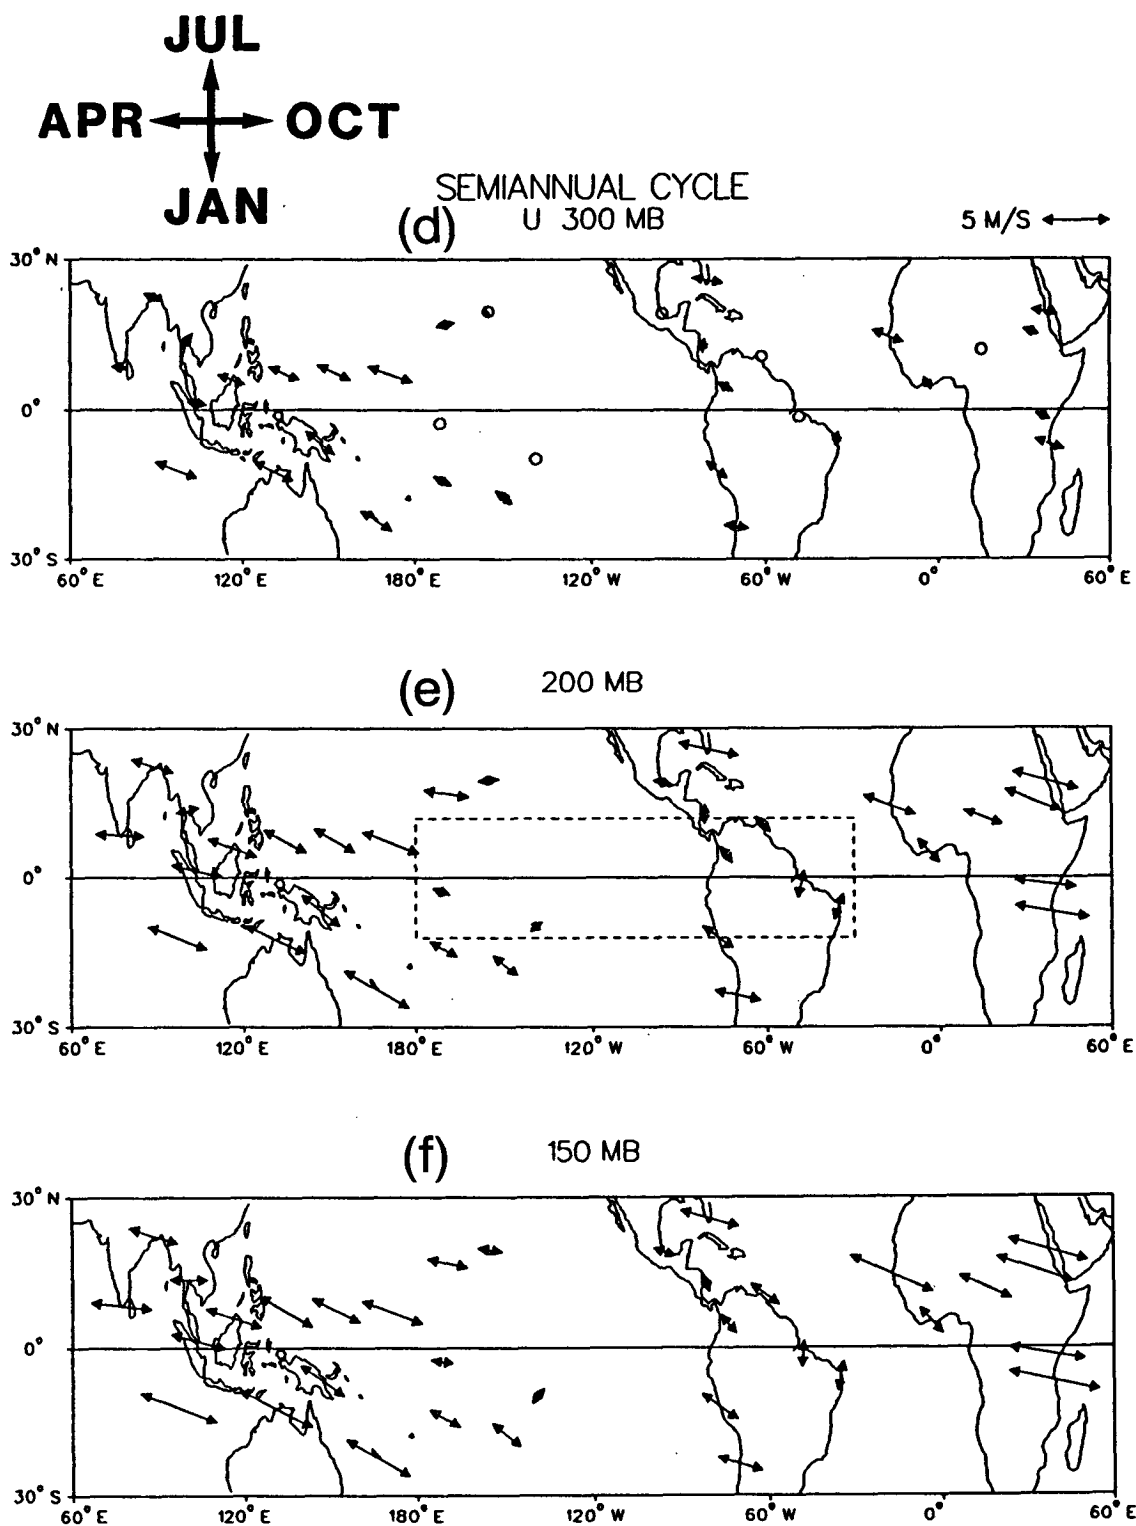 JUL
APR OCT
JAN
SEMIANNUAL CYCLE
(d) U 300 MB 5 M/S
30° N
0°
30° S
60° E 120° E 180° E 120° W 60° W 0° 60° E
(e) 200 MB
30° N
0°
30° S
60° E 120° E 180° E 120° W 60° W 0° 60° E
(f) 150 MB
30° N
0°
30° S
60° E 120° E 180° E 120° W 60° W 0° 60° E